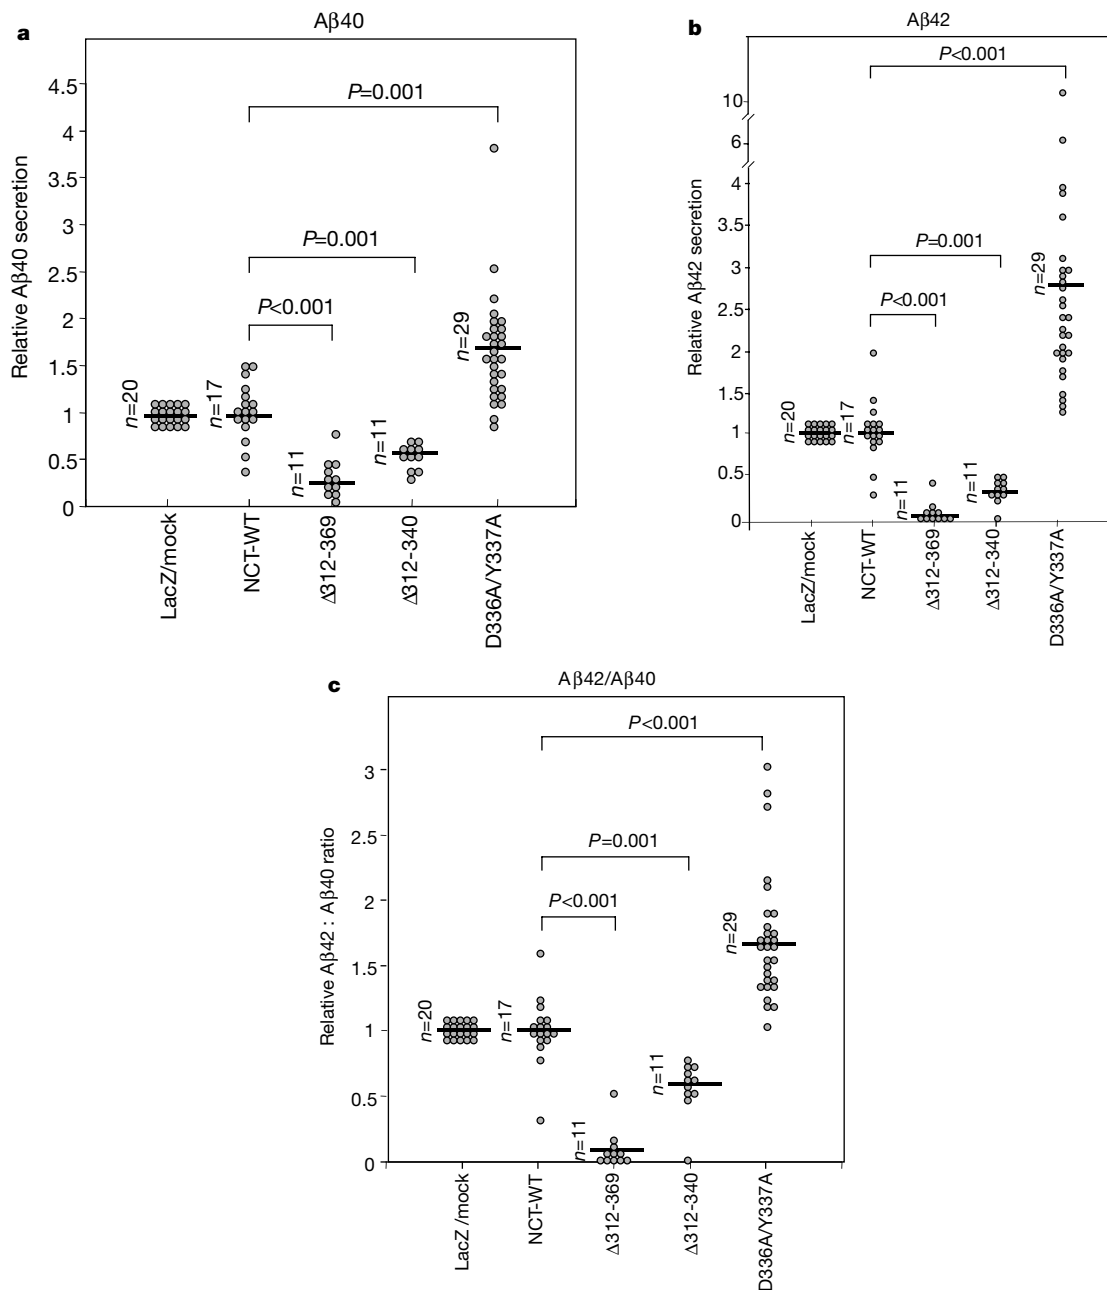 a
Aβ40
Relative Aβ40 secretion
4.5
4
3.5
3
2.5
2
1.5
1
0.5
0
P=0.001
P=0.001
P<0.001
n=20
n=17
n=11
n=11
n=29
LacZ/mock
NCT-WT
Δ312-369
Δ312-340
D336A/Y337A
b
Aβ42
Relative Aβ42 secretion
10
6
4
3.5
3
2.5
2
1.5
1
0.5
0
P<0.001
P=0.001
P<0.001
n=20
n=17
n=11
n=11
n=29
LacZ/mock
NCT-WT
Δ312-369
Δ312-340
D336A/Y337A
c
Aβ42/Aβ40
Relative Aβ42 : Aβ40 ratio
3
2.5
2
1.5
1
0.5
0
P<0.001
P=0.001
P<0.001
n=20
n=17
n=11
n=11
n=29
LacZ /mock
NCT-WT
Δ312-369
Δ312-340
D336A/Y337A